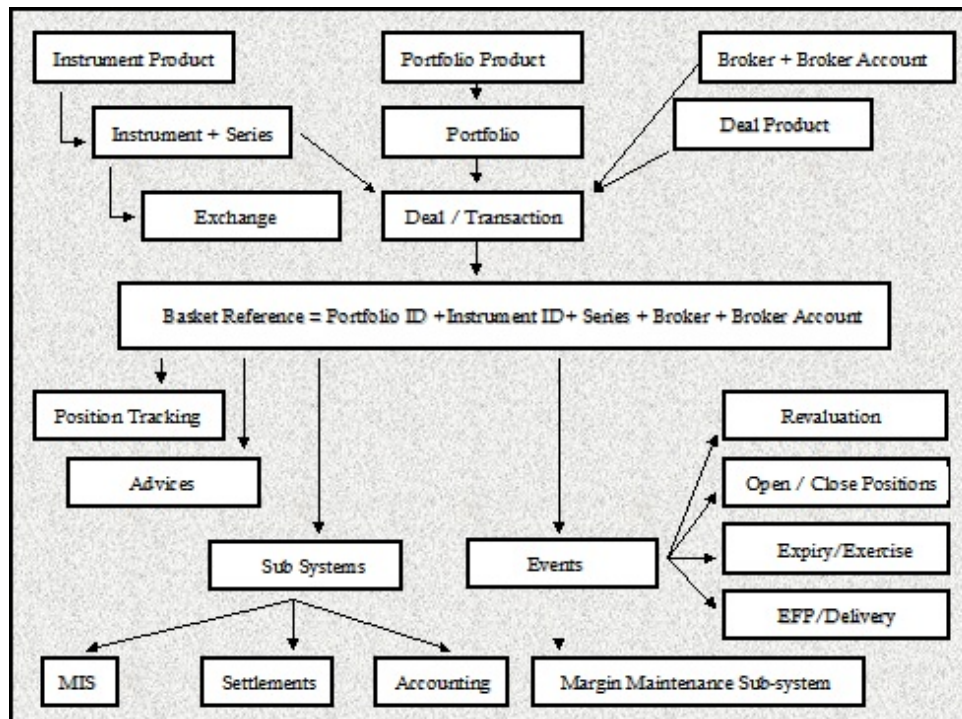 Instrument Product
Portfolio Product
Broker + Broker Account
Instrument + Series
Portfolio
Deal Product
Exchange
Deal / Transaction
Basket Reference = Portfolio ID +Instrument ID+ Series + Broker + Broker Account
Position Tracking
Revaluation
Advices
Open / Close Positions
Sub Systems
Events
Expiry/Exercise
EFP/Delivery
MIS
Settlements
Accounting
Margin Maintenance Sub-system